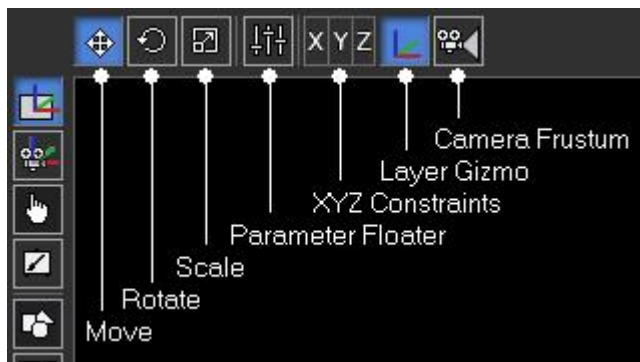 X Y Z
Camera Frustum
Layer Gizmo
XYZ Constraints
Parameter Floater
Scale
Rotate
Move